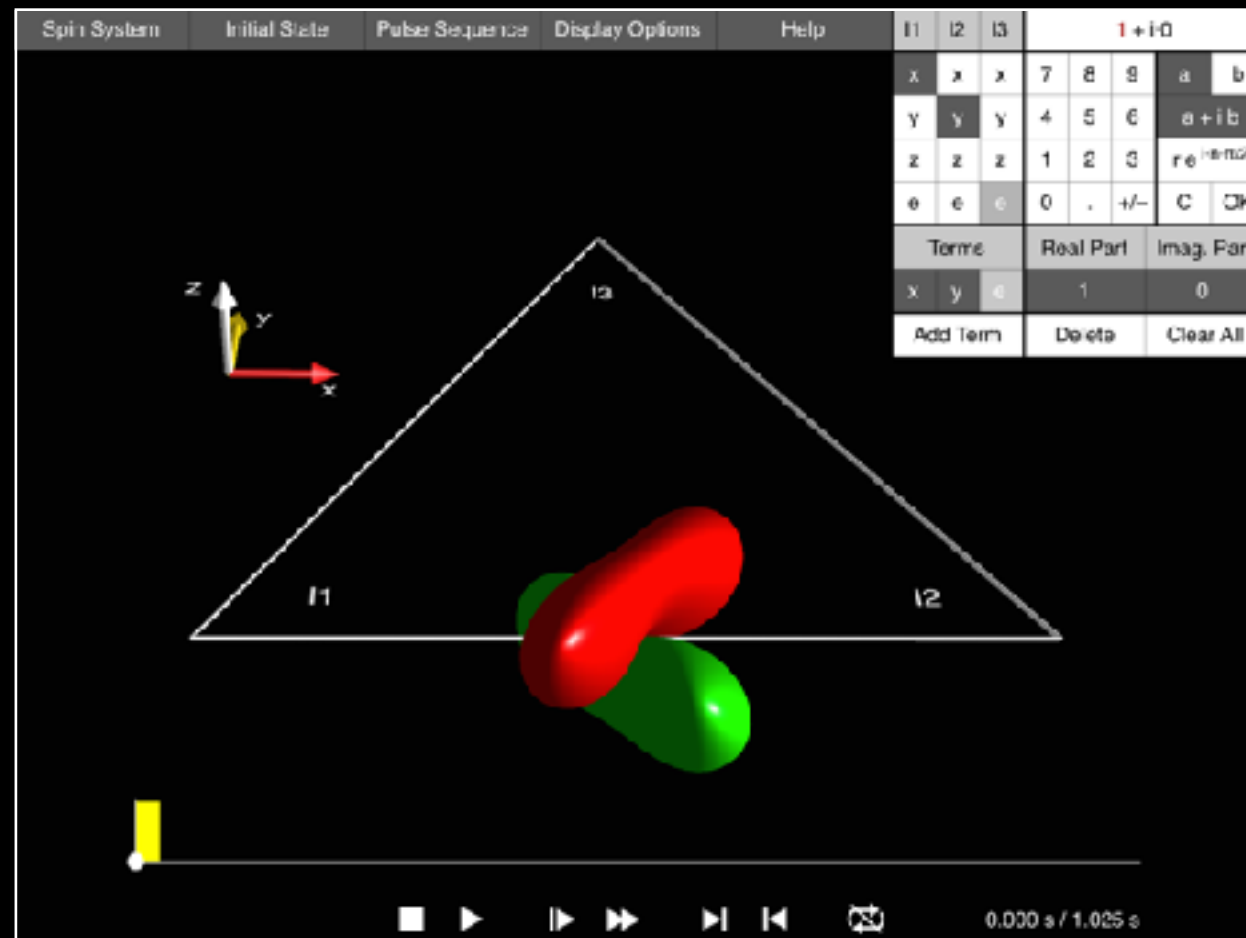 Spin System Initial State Pulse Sequence Display Options Help I1 I2 I3 1 + i·0
x x x 7 8 9 a b
y y y 4 5 6 a + i b
z z z 1 2 3
e e e 0 . +/− C
Terms Real Part Imag.
x y e 1 0
Add Term Delete Clear All
I3
z
y
x
I1 I2
0.000 s / 1.025 s